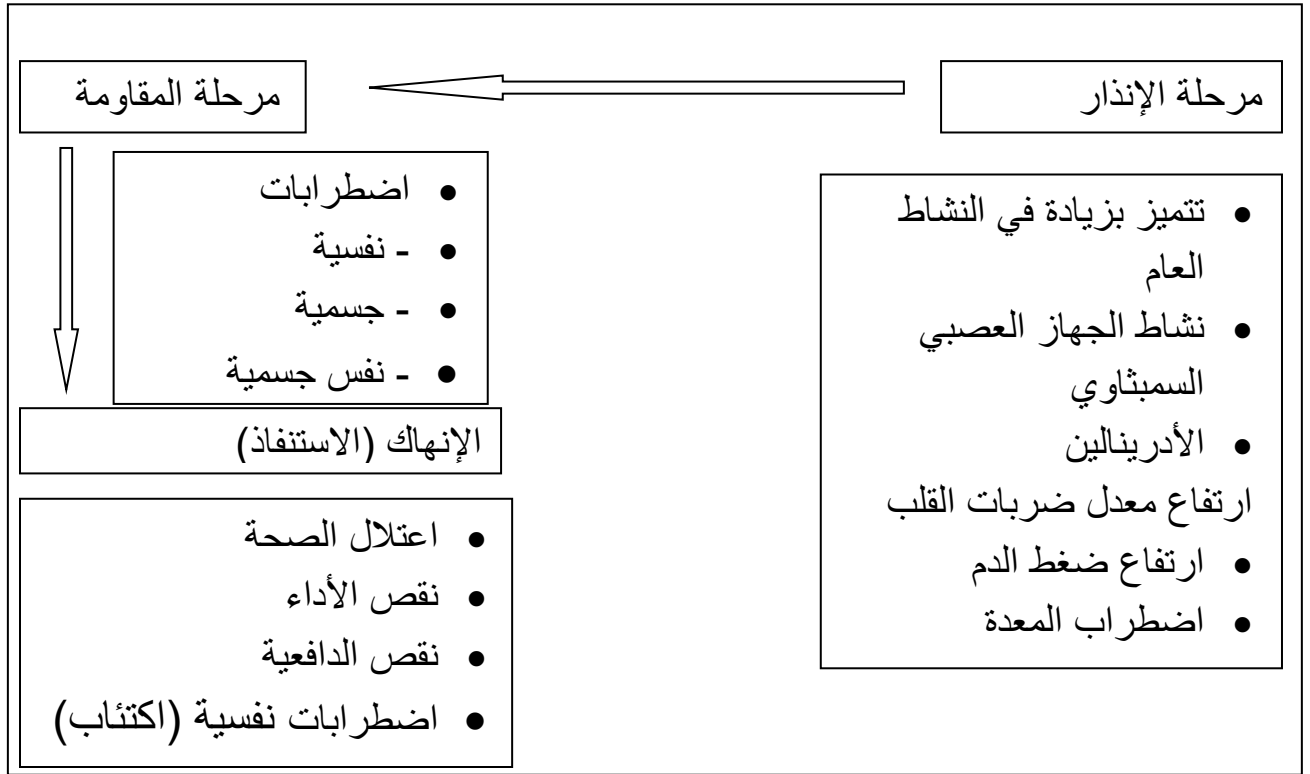 مرحلة الإنذار
• تتميز بزيادة في النشاط
العام
• نشاط الجهاز العصبي
السمبثاوي
• الأدرينالين
ارتفاع معدل ضربات القلب
• ارتفاع ضغط الدم
• اضطراب المعدة
مرحلة المقاومة
• اضطرابات
• - نفسية
• - جسمية
• - نفس جسمية
الإنهاك (الاستنفاذ)
• اعتلال الصحة
• نقص الأداء
• نقص الدافعية
• اضطرابات نفسية (اكتئاب)